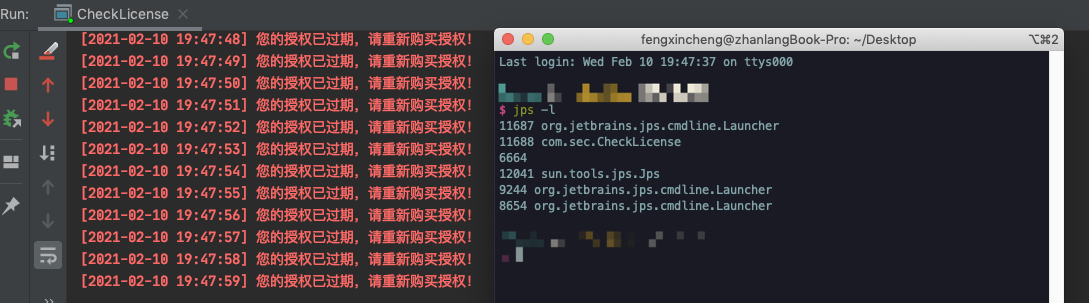 Run: CheckLicense
[2021-02-10 19:47:48] 您的授权已过期，请重新购买授权！
[2021-02-10 19:47:49] 您的授权已过期，请重新购买授权！
[2021-02-10 19:47:50] 您的授权已过期，请重新购买授权！
[2021-02-10 19:47:51] 您的授权已过期，请重新购买授权！
[2021-02-10 19:47:52] 您的授权已过期，请重新购买授权！
[2021-02-10 19:47:53] 您的授权已过期，请重新购买授权！
[2021-02-10 19:47:54] 您的授权已过期，请重新购买授权！
[2021-02-10 19:47:55] 您的授权已过期，请重新购买授权！
[2021-02-10 19:47:56] 您的授权已过期，请重新购买授权！
[2021-02-10 19:47:57] 您的授权已过期，请重新购买授权！
[2021-02-10 19:47:58] 您的授权已过期，请重新购买授权！
[2021-02-10 19:47:59] 您的授权已过期，请重新购买授权！
fengxincheng@zhanlangBook-Pro: ~/Desktop ⌥⌘2
Last login: Wed Feb 10 19:47:37 on ttys000
$ jps -l
11687 org.jetbrains.jps.cmdline.Launcher
11688 com.sec.CheckLicense
6664
12041 sun.tools.jps.Jps
9244 org.jetbrains.jps.cmdline.Launcher
8654 org.jetbrains.jps.cmdline.Launcher